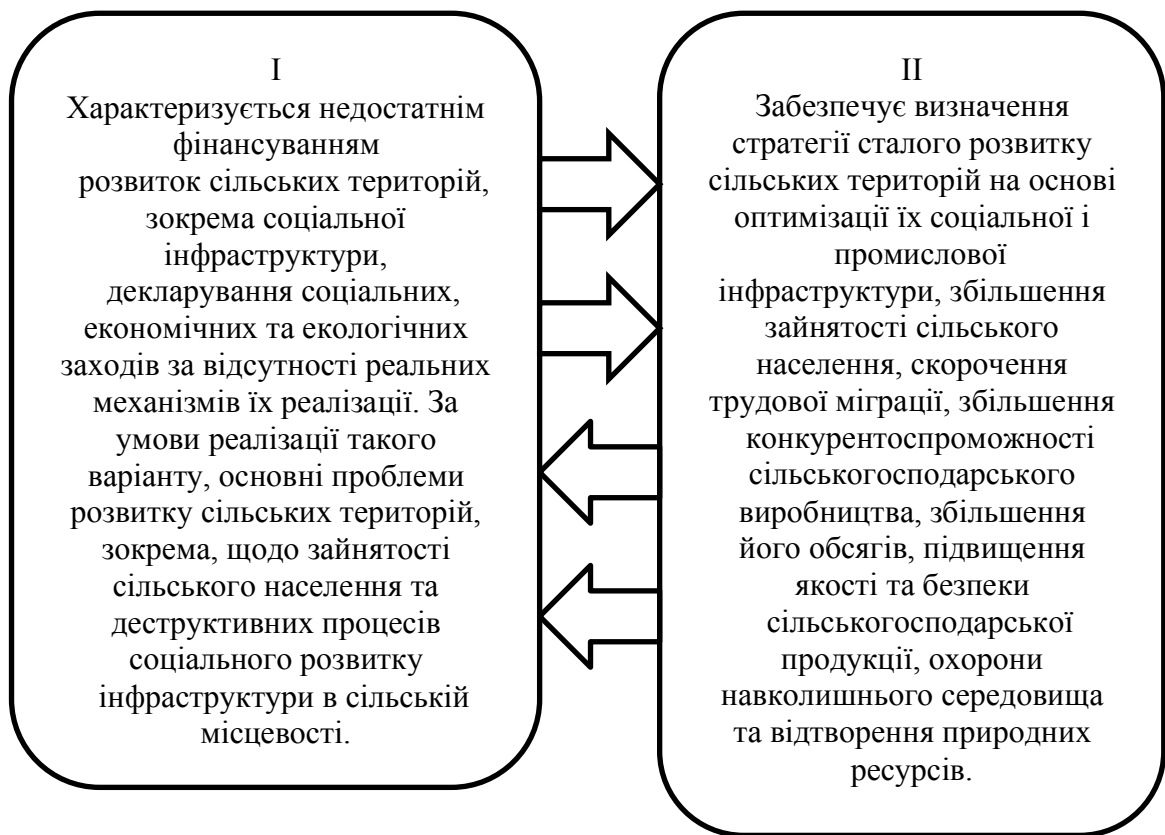 I
Характеризується недостатнім
фінансуванням
розвиток сільських територій,
зокрема соціальної
інфраструктури,
декларування соціальних,
економічних та екологічних
заходів за відсутності реальних
механізмів їх реалізації. За
умови реалізації такого
варіанту, основні проблеми
розвитку сільських територій,
зокрема, щодо зайнятості
сільського населення та
деструктивних процесів
соціального розвитку
інфраструктури в сільській
місцевості.
II
Забезпечує визначення
стратегії сталого розвитку
сільських територій на основі
оптимізації їх соціальної і
промислової
інфраструктури, збільшення
зайнятості сільського
населення, скорочення
трудової міграції, збільшення
конкурентоспроможності
сільськогосподарського
виробництва, збільшення
його обсягів, підвищення
якості та безпеки
сільськогосподарської
продукції, охорони
навколишнього середовища
та відтворення природних
ресурсів.